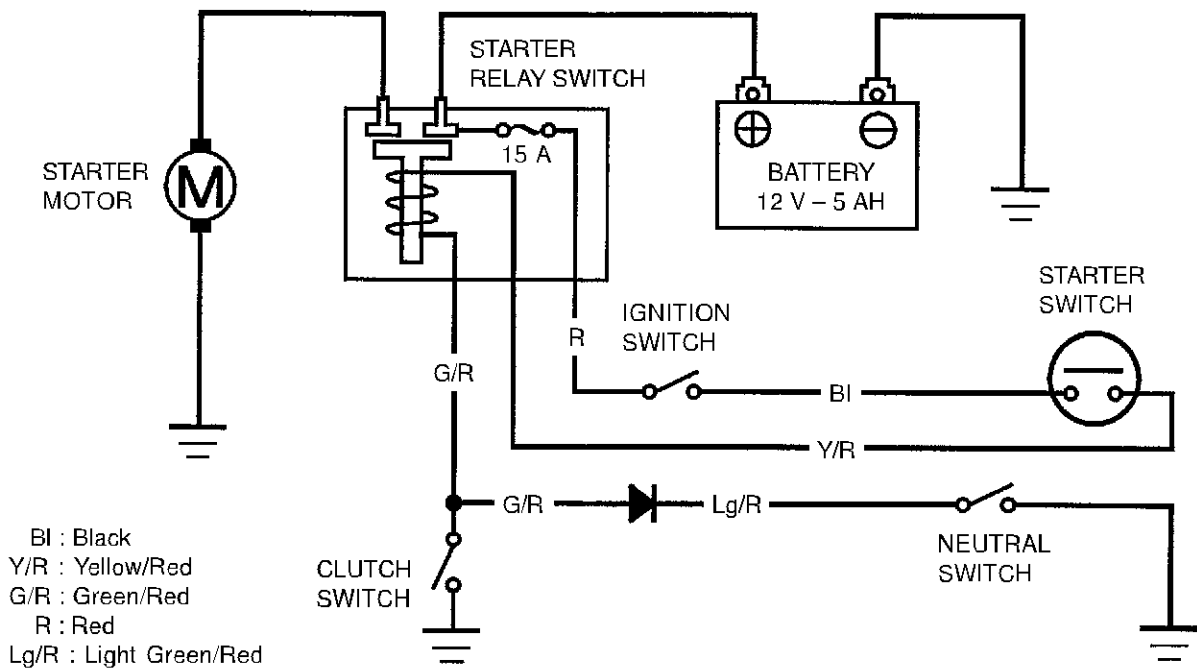 STARTER
RELAY SWITCH
15 A
STARTER
MOTOR
M
+
−
BATTERY
12 V – 5 AH
STARTER
SWITCH
IGNITION
SWITCH
R
G/R
Bl
Y/R
G/R
Lg/R
CLUTCH
SWITCH
NEUTRAL
SWITCH
Bl : Black
Y/R : Yellow/Red
G/R : Green/Red
R : Red
Lg/R : Light Green/Red